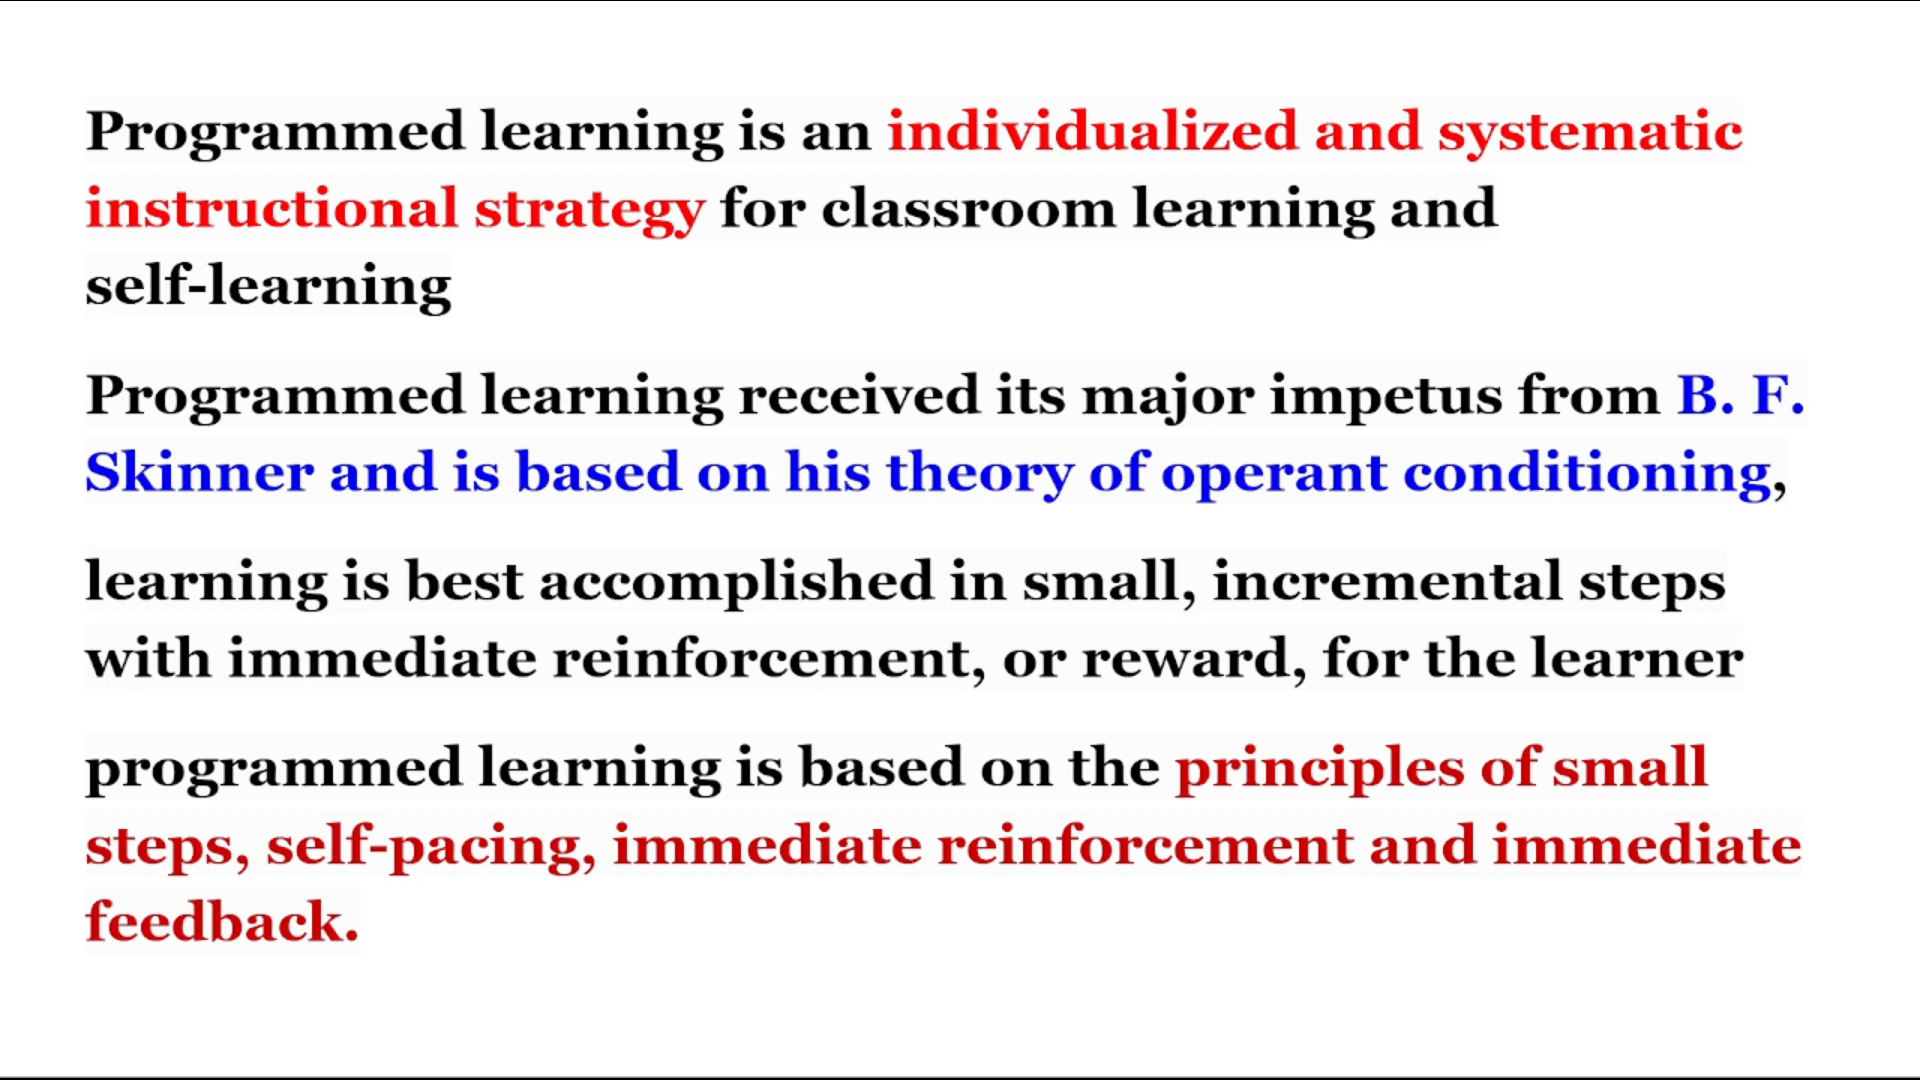 Programmed learning is an individualized and systematic
instructional strategy for classroom learning and
self-learning
Programmed learning received its major impetus from B. F.
Skinner and is based on his theory of operant conditioning,
learning is best accomplished in small, incremental steps
with immediate reinforcement, or reward, for the learner
programmed learning is based on the principles of small
steps, self-pacing, immediate reinforcement and immediate
feedback.